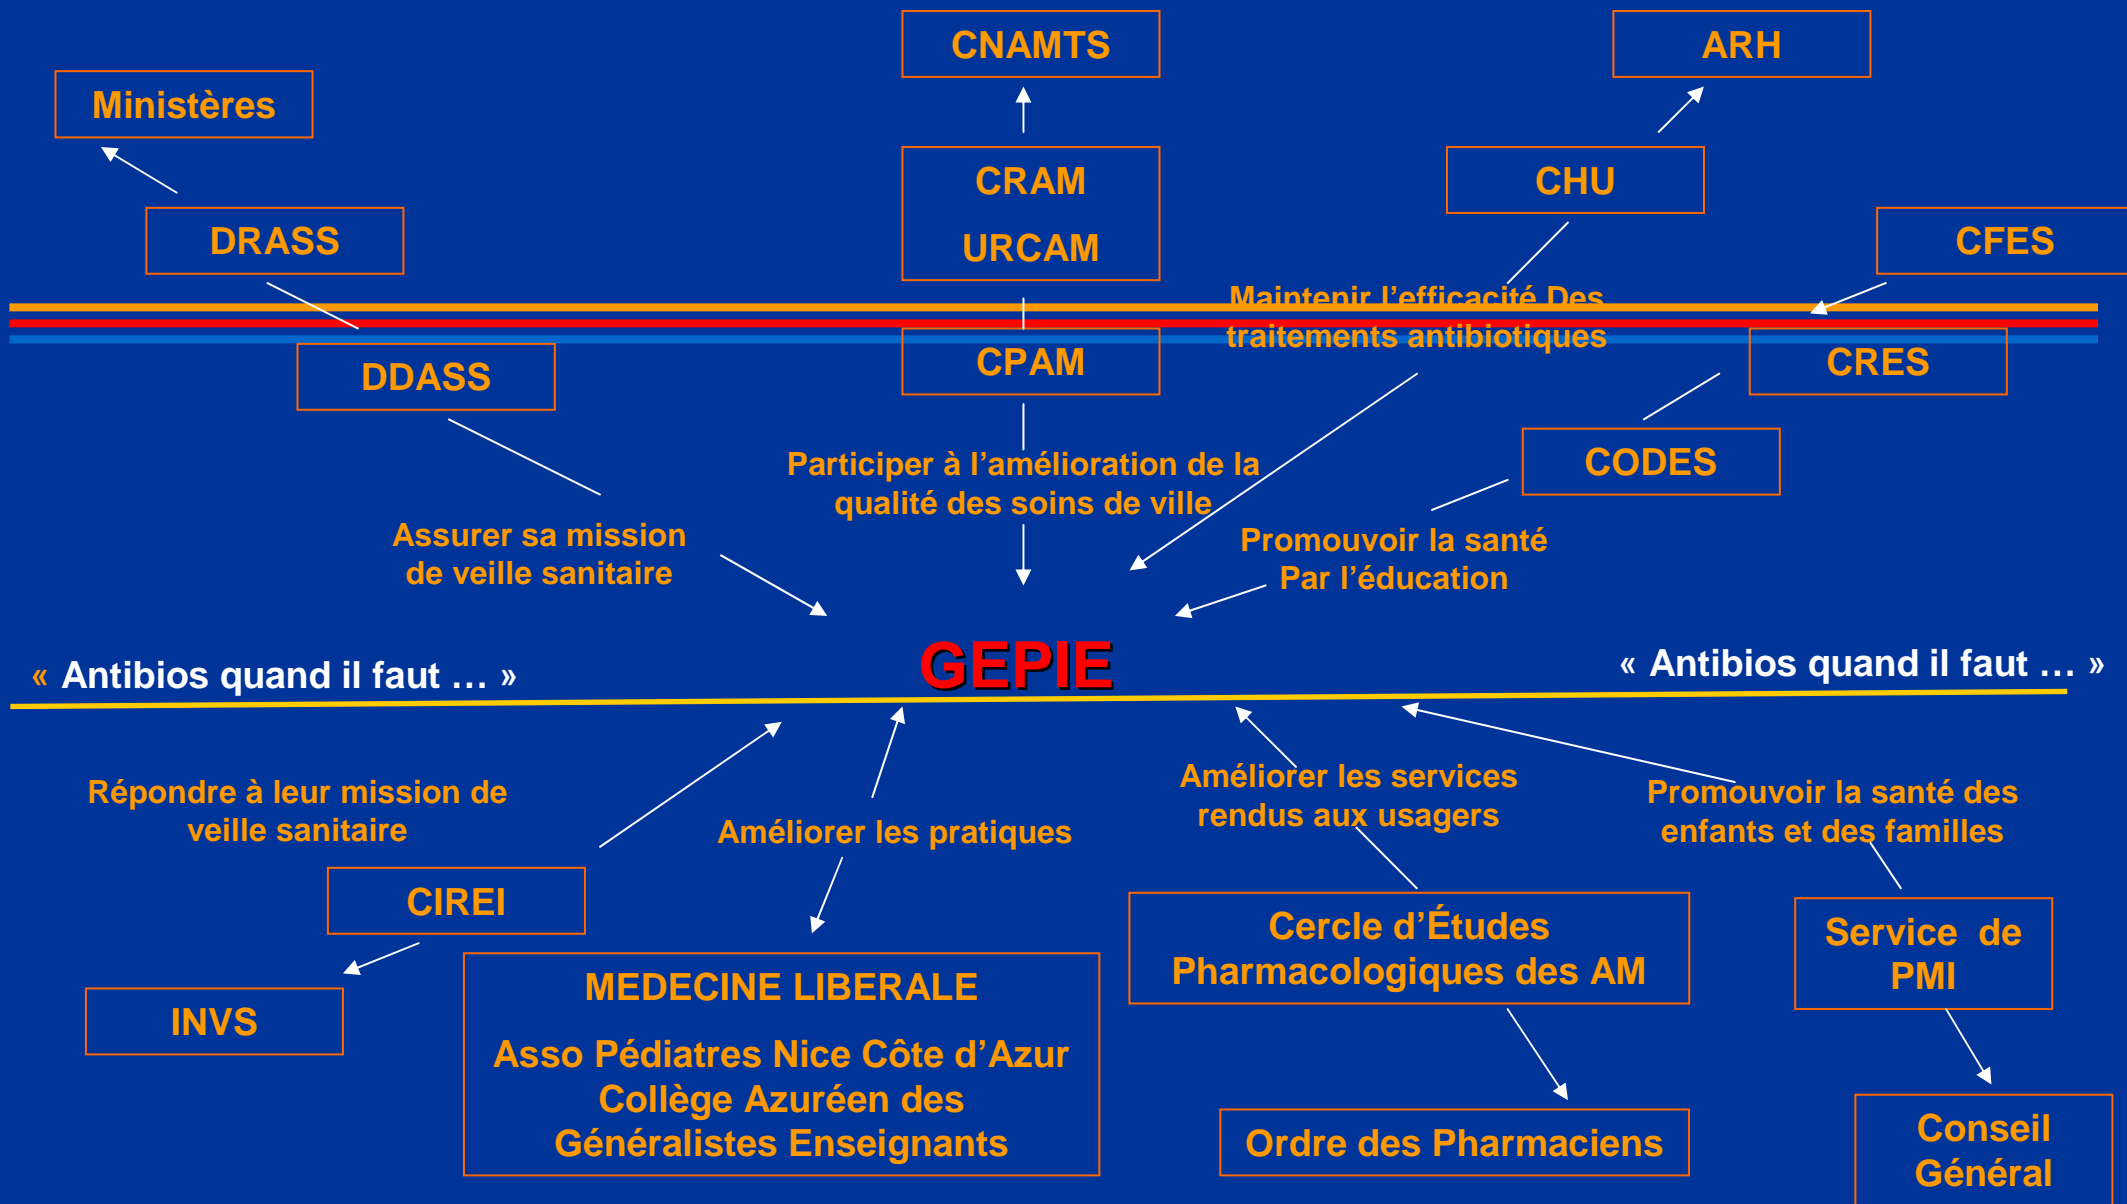 CNAMTS
ARH
Ministères
CRAM
URCAM
CHU
DRASS
CFES
Maintenir l’efficacité Des
traitements antibiotiques
DDASS
CPAM
CRES
CODES
Participer à l’amélioration de la
qualité des soins de ville
Assurer sa mission
de veille sanitaire
Promouvoir la santé
Par l’éducation
« Antibios quand il faut … »
GEPIE
« Antibios quand il faut … »
Répondre à leur mission de
veille sanitaire
Améliorer les pratiques
Améliorer les services
rendus aux usagers
Promouvoir la santé des
enfants et des familles
CIREI
INVS
MEDECINE LIBERALE
Asso Pédiatres Nice Côte d’Azur
Collège Azuréen des
Généralistes Enseignants
Cercle d’Études
Pharmacologiques des AM
Ordre des Pharmaciens
Service de
PMI
Conseil
Général